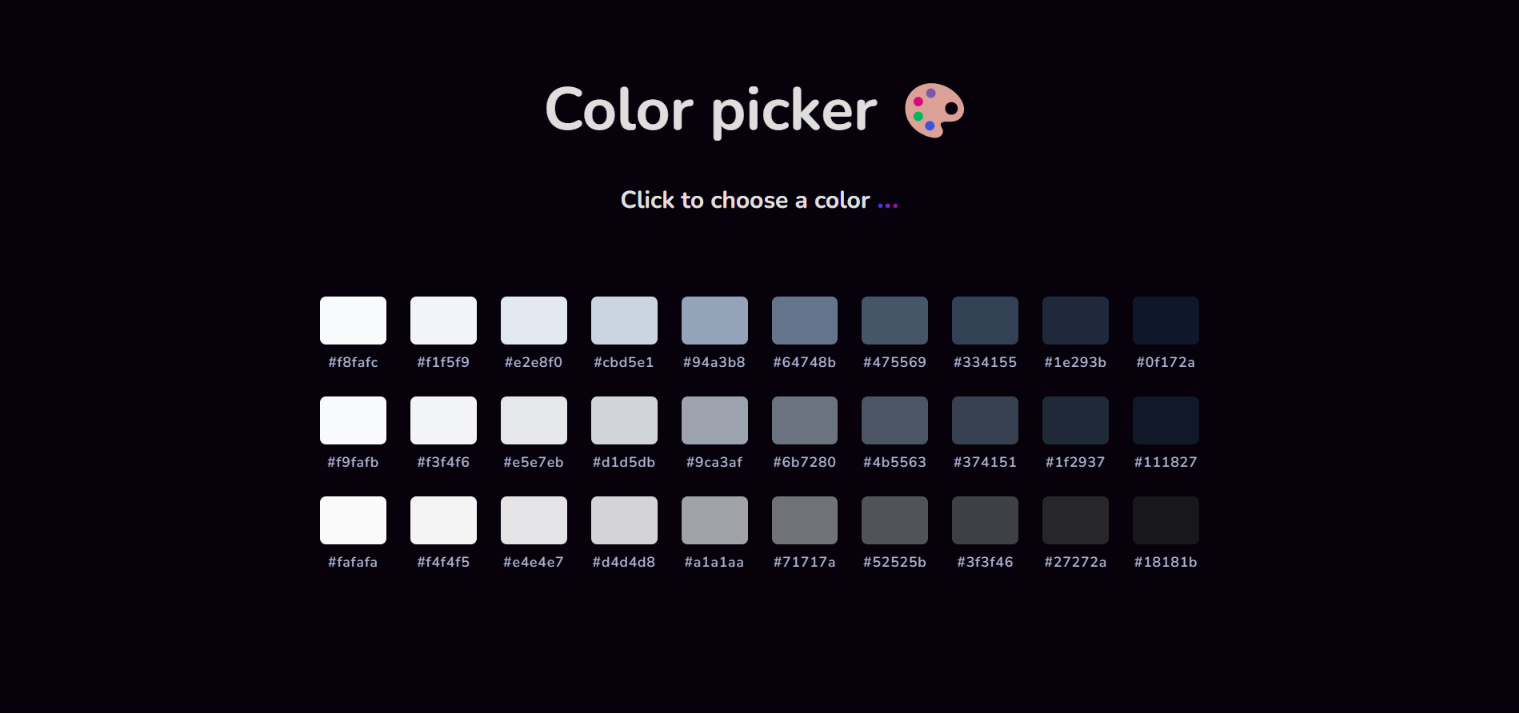 Color picker
Click to choose a color ...
#f8fafc #f1f5f9 #e2e8f0 #cbd5e1 #94a3b8 #64748b #475569 #334155 #1e293b #0f172a
#f9fafb #f3f4f6 #e5e7eb #d1d5db #9ca3af #6b7280 #4b5563 #374151 #1f2937 #111827
#fafafa #f4f4f5 #e4e4e7 #d4d4d8 #a1a1aa #71717a #52525b #3f3f46 #27272a #18181b